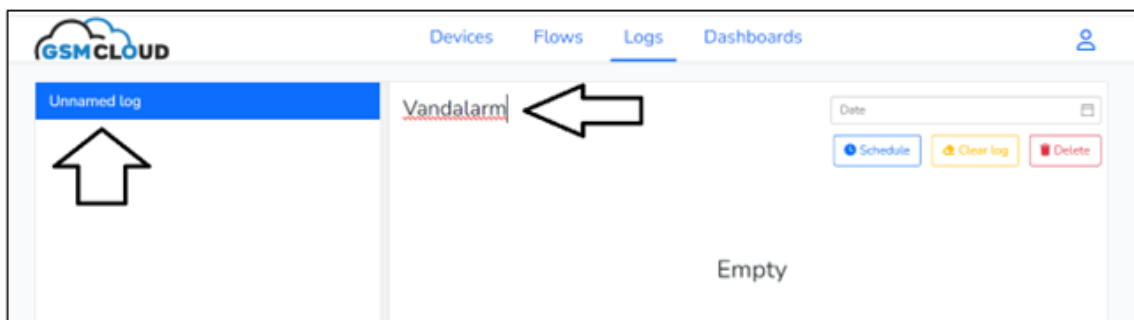 GSMCLOUD
Devices Flows Logs Dashboards
Unnamed log
Vandalarm
Date
Schedule Clear log Delete
Empty